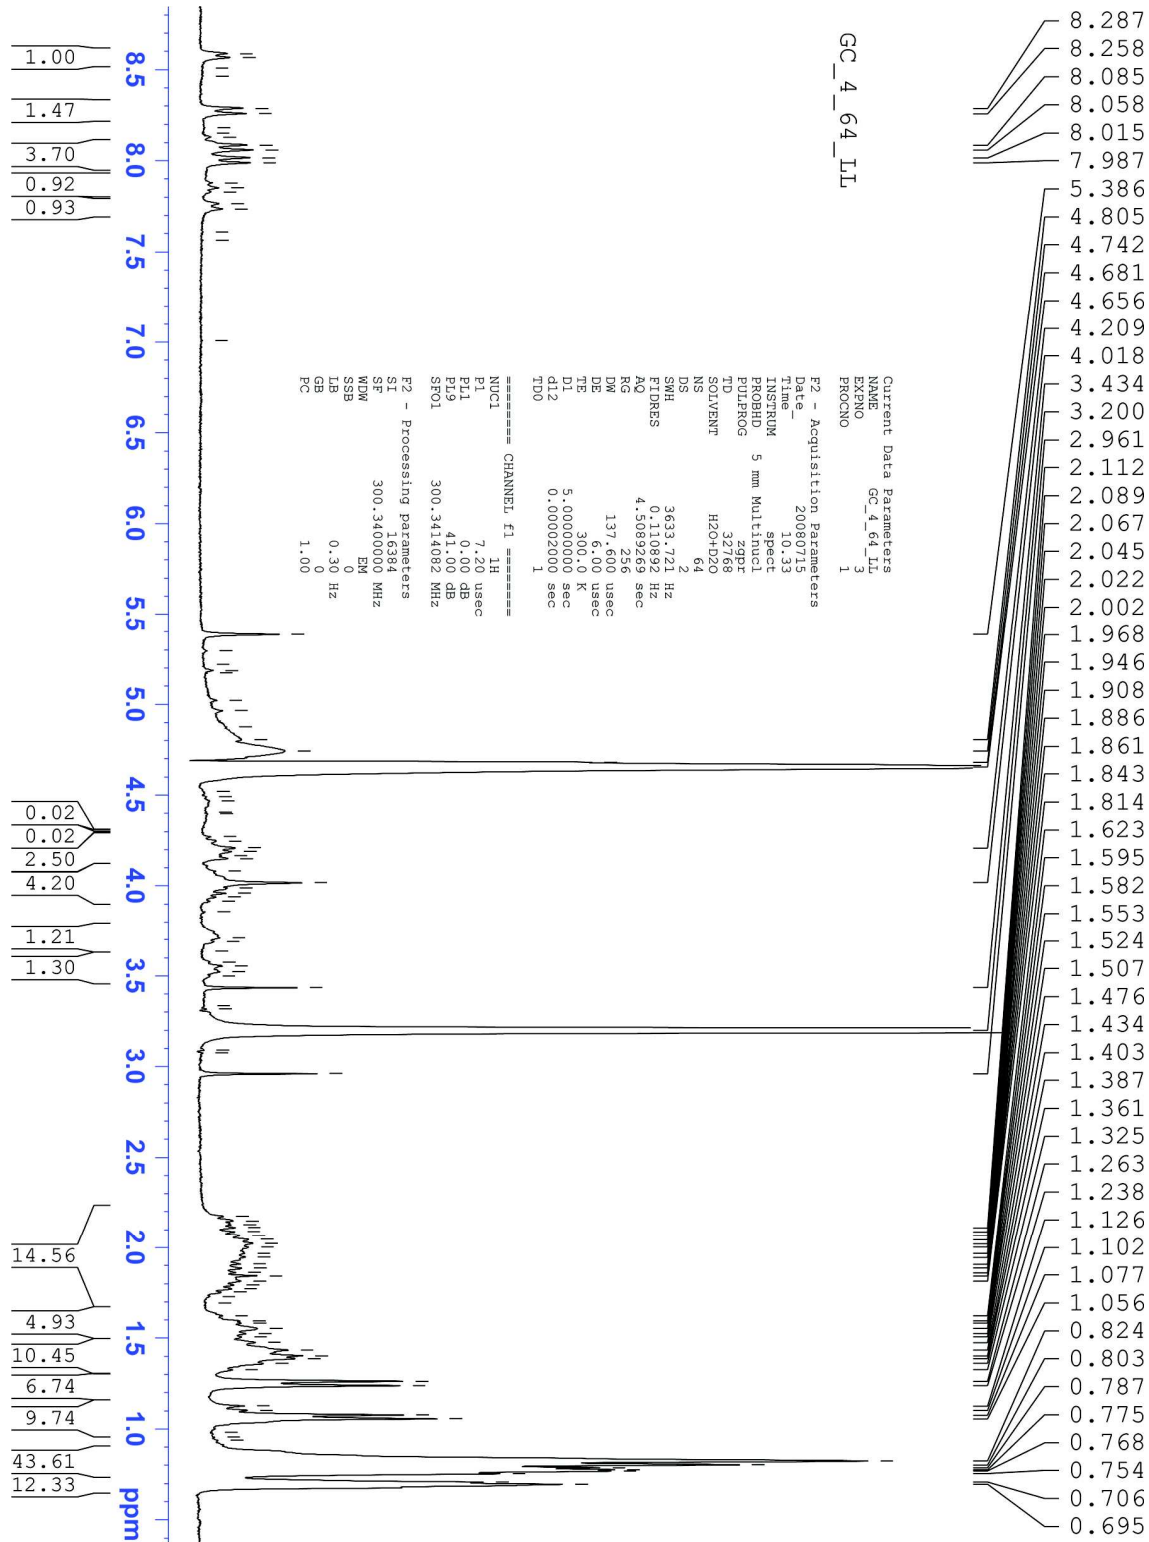 8.287
8.258
8.085
8.058
8.015
7.987
5.386
4.805
4.742
4.681
4.656
4.209
4.018
3.434
3.200
2.961
2.112
2.089
2.067
2.045
2.022
2.002
1.968
1.946
1.908
1.886
1.861
1.843
1.814
1.623
1.595
1.582
1.553
1.524
1.507
1.476
1.434
1.403
1.387
1.361
1.325
1.263
1.238
1.126
1.102
1.077
1.056
0.824
0.803
0.787
0.775
0.768
0.754
0.706
0.695
GC_4_64_LL
Current Data Parameters
NAME GC_4_64_LL
EXPNO 3
PROCNO 1
F2 - Acquisition Parameters
Date_ 20080715
Time 10.33
INSTRUM spect
PROBHD 5 mm Multinucl
PULPROG zgpr
TD 32768
SOLVENT H2O+D2O
NS 64
DS 2
SWH 3633.721 Hz
FIDRES 0.110892 Hz
AQ 4.5089269 sec
RG 256
DW 137.600 usec
DE 6.00 usec
TE 300.0 K
D1 5.00000000 sec
d12 0.00002000 sec
TD0 1
======== CHANNEL f1 ========
NUC1 1H
P1 7.20 usec
PL1 0.00 dB
PL9 41.00 dB
SFO1 300.3414082 MHz
F2 - Processing parameters
SI 16384
SF 300.3400000 MHz
WDW EM
SSB 0
LB 0.30 Hz
GB 0
PC 1.00
8.5
8.0
7.5
7.0
6.5
6.0
5.5
5.0
4.5
4.0
3.5
3.0
2.5
2.0
1.5
1.0
ppm
1.00
1.47
3.70
0.92
0.93
0.02
0.02
2.50
4.20
1.21
1.30
14.56
4.93
10.45
6.74
9.74
43.61
12.33